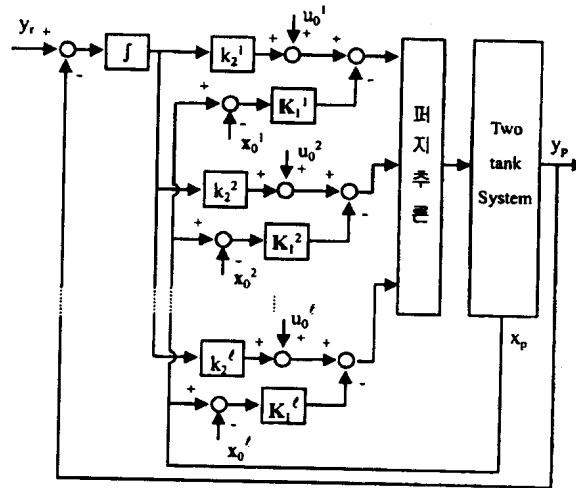 y_r + - ∫
k_2^1 + + u_0^1 + -
+ - x_0^1 K_1^1
k_2^2 + + u_0^2 + -
+ - x_0^2 K_1^2
k_2^ℓ + + u_0^ℓ + -
+ - x_0^ℓ K_1^ℓ
퍼
지
추
론
Two
tank
System
y_p
x_p